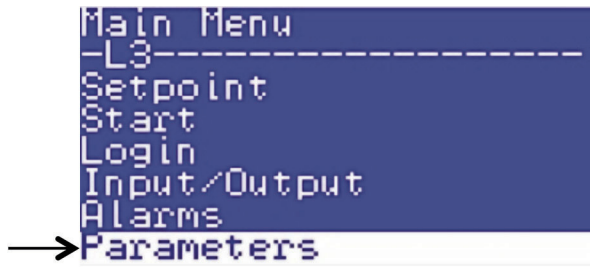 Main Menu
-L3-------------------
Setpoint
Start
Login
Input/Output
Alarms
Parameters